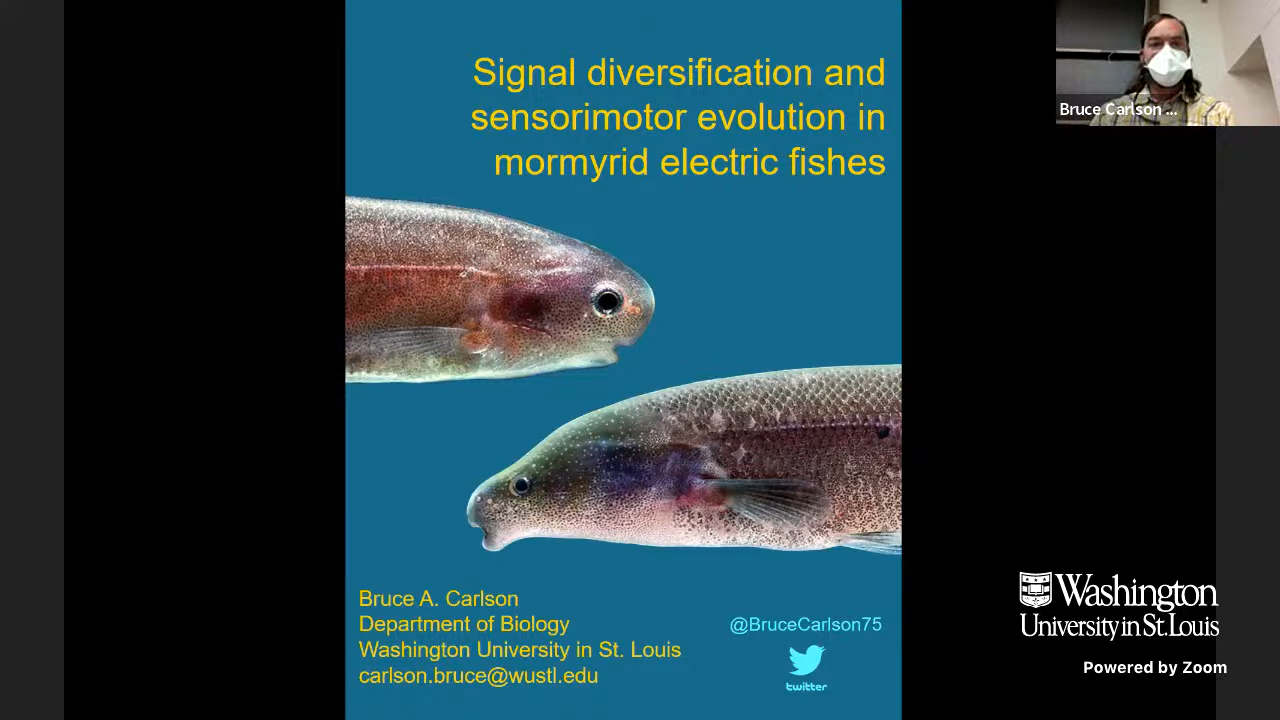 Signal diversification and
sensorimotor evolution in
mormyrid electric fishes
Bruce Carlson ...
Bruce A. Carlson
Department of Biology
Washington University in St. Louis
carlson.bruce@wustl.edu
@BruceCarlson75
twitter
Washington
University in St. Louis
Powered by Zoom